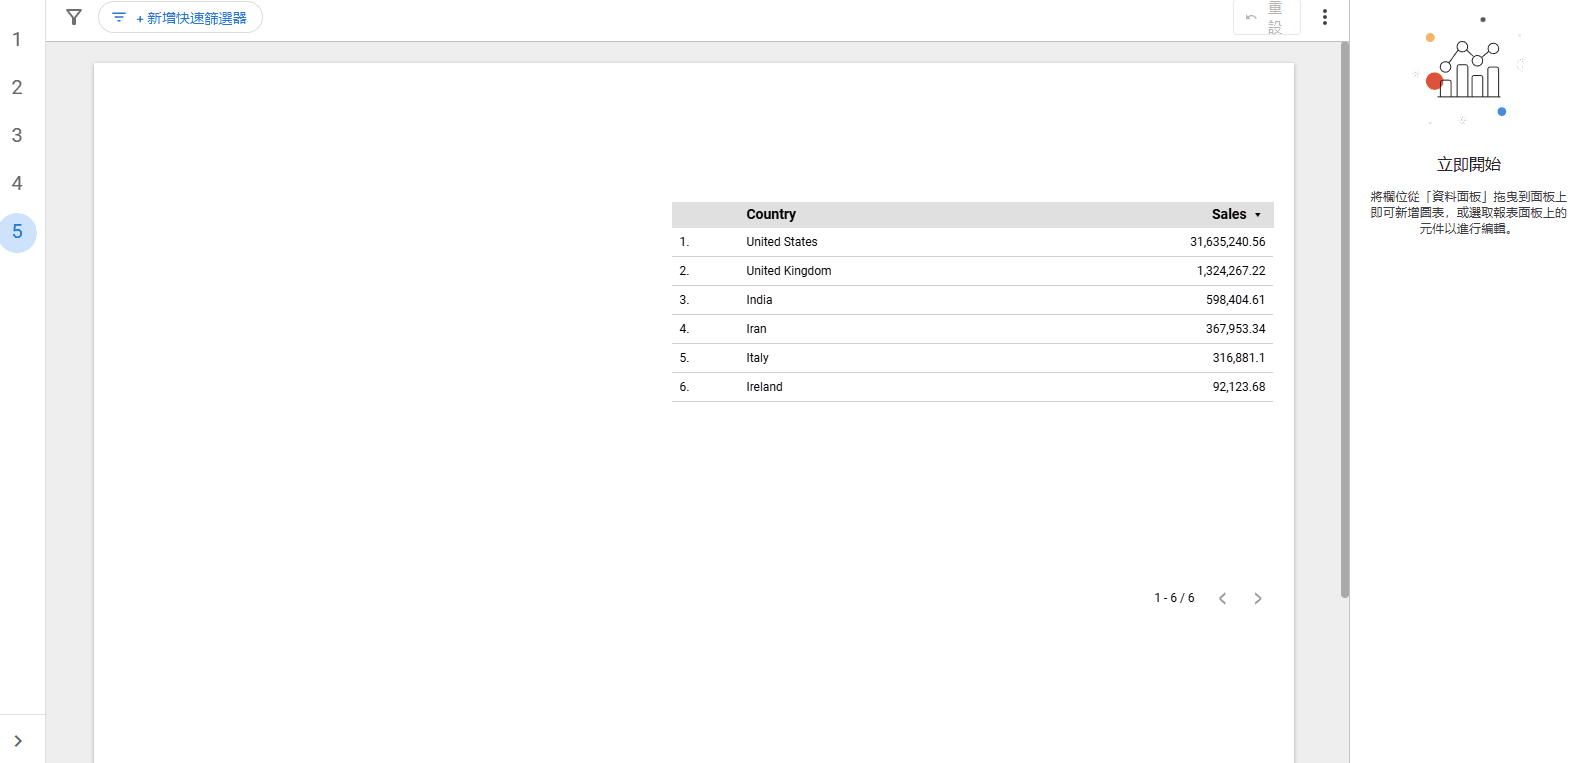 + 新增快速篩選器
重
設
1
2
3
4
5
Country Sales
1. United States 31,635,240.56
2. United Kingdom 1,324,267.22
3. India 598,404.61
4. Iran 367,953.34
5. Italy 316,881.1
6. Ireland 92,123.68
1 - 6 / 6
立即開始
將欄位從「資料面板」拖曳到面板上
即可新增圖表，或選取報表面板上的
元件以進行編輯。